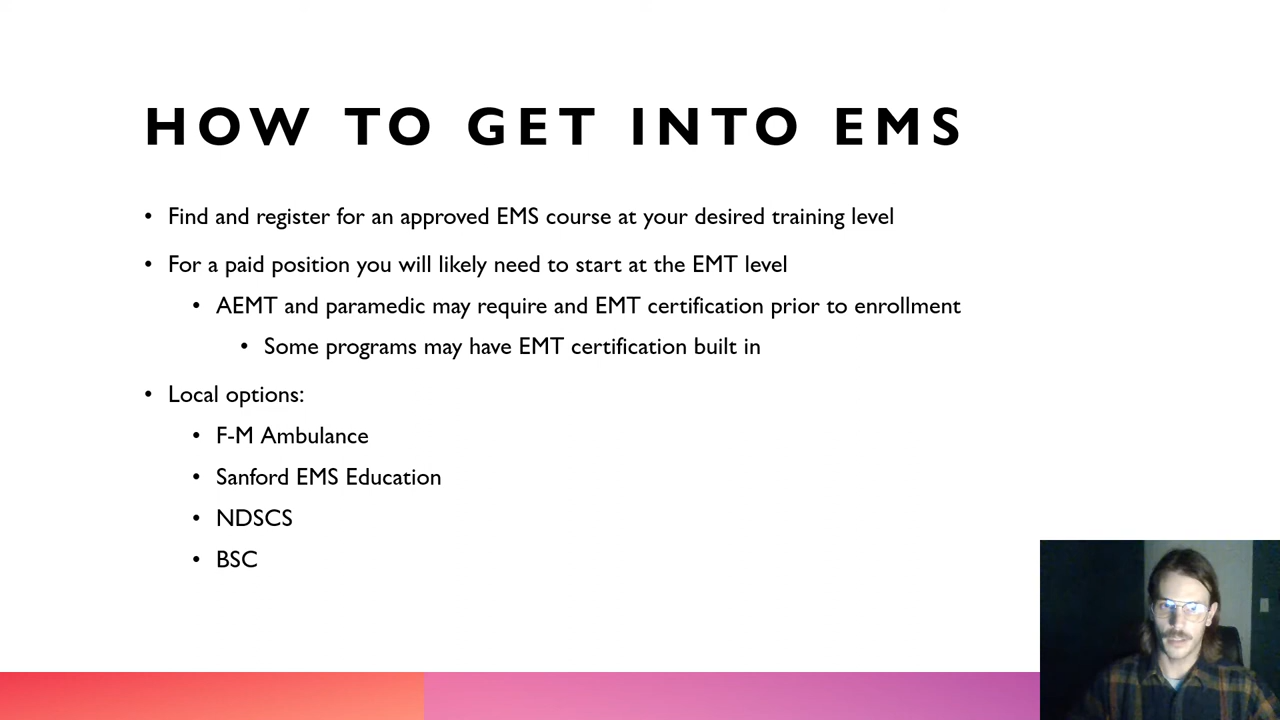 HOW TO GET INTO EMS
• Find and register for an approved EMS course at your desired training level
• For a paid position you will likely need to start at the EMT level
• AEMT and paramedic may require and EMT certification prior to enrollment
• Some programs may have EMT certification built in
• Local options:
• F-M Ambulance
• Sanford EMS Education
• NDSCS
• BSC